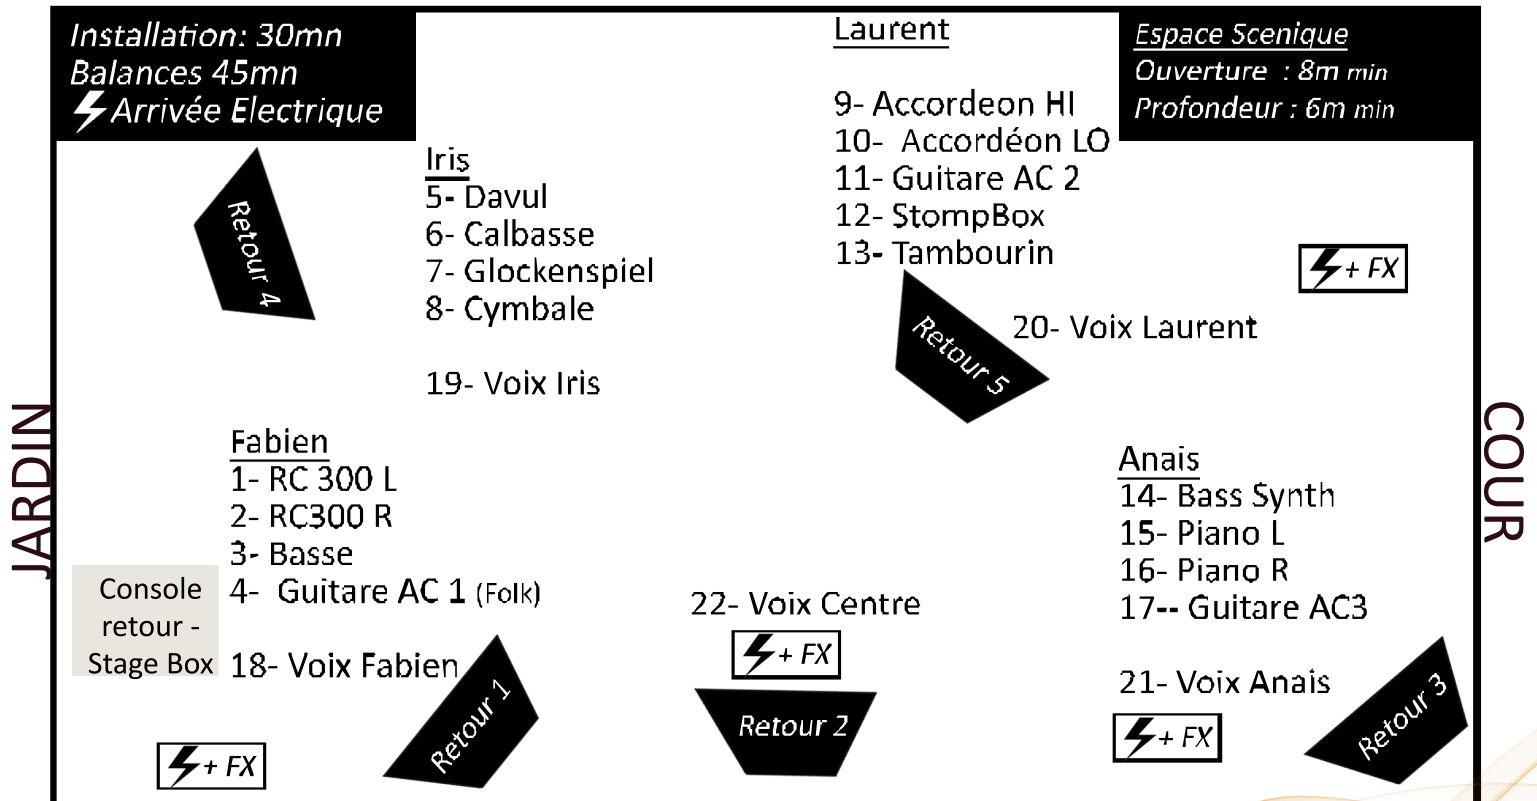 Installation: 30mn
Balances 45mn
Arrivée Electrique
Laurent
9- Accordeon HI
10- Accordéon LO
11- Guitare AC 2
12- StompBox
13- Tambourin
Espace Scenique
Ouverture : 8m min
Profondeur : 6m min
Iris
5- Davul
6- Calbasse
7- Glockenspiel
8- Cymbale
19- Voix Iris
Retour 4
+ FX
20- Voix Laurent
Retour 5
JARDIN
COUR
Fabien
1- RC 300 L
2- RC300 R
3- Basse
4- Guitare AC 1 (Folk)
18- Voix Fabien
Console
retour -
Stage Box
Retour 1
+ FX
22- Voix Centre
+ FX
Retour 2
Anais
14- Bass Synth
15- Piano L
16- Piano R
17-- Guitare AC3
21- Voix Anais
+ FX
Retour 3